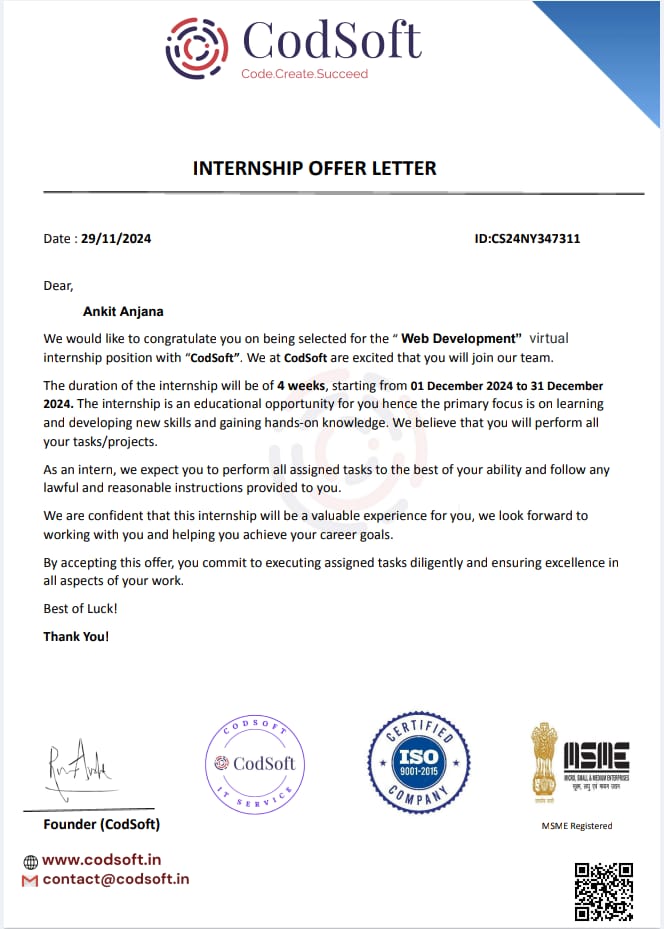 CodSoft
Code.Create.Succeed
INTERNSHIP OFFER LETTER
Date : 29/11/2024
ID:CS24NY347311
Dear,
Ankit Anjana
We would like to congratulate you on being selected for the “ Web Development” virtual
internship position with “CodSoft”. We at CodSoft are excited that you will join our team.
The duration of the internship will be of 4 weeks, starting from 01 December 2024 to 31 December
2024. The internship is an educational opportunity for you hence the primary focus is on learning
and developing new skills and gaining hands-on knowledge. We believe that you will perform all
your tasks/projects.
As an intern, we expect you to perform all assigned tasks to the best of your ability and follow any
lawful and reasonable instructions provided to you.
We are confident that this internship will be a valuable experience for you, we look forward to
working with you and helping you achieve your career goals.
By accepting this offer, you commit to executing assigned tasks diligently and ensuring excellence in
all aspects of your work.
Best of Luck!
Thank You!
CODSOFT
CodSoft
IT SERVICE
CERTIFIED
ISO
9001-2015
COMPANY
MSME
MICRO, SMALL & MEDIUM ENTERPRISES
सूक्ष्म, लघु एवं मध्यम उद्यम
Founder (CodSoft)
MSME Registered
www.codsoft.in
contact@codsoft.in